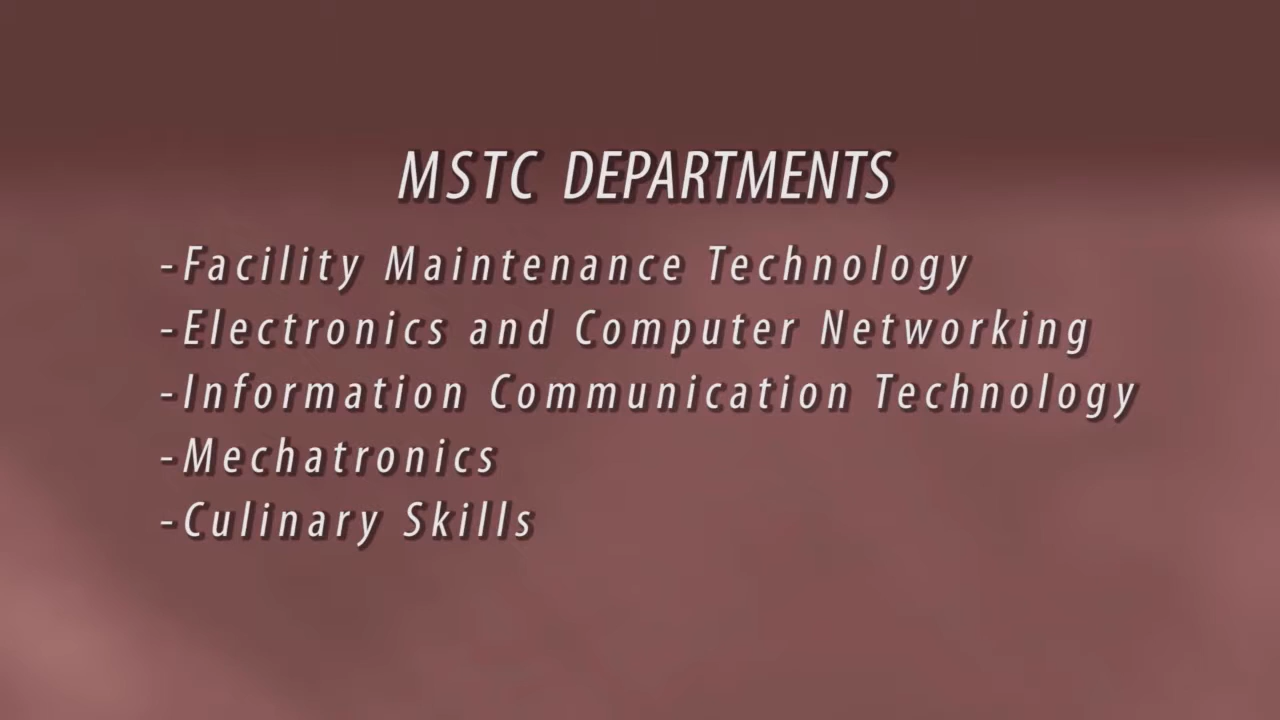 MSTC DEPARTMENTS
-Facility Maintenance Technology
-Electronics and Computer Networking
-Information Communication Technology
-Mechatronics
-Culinary Skills